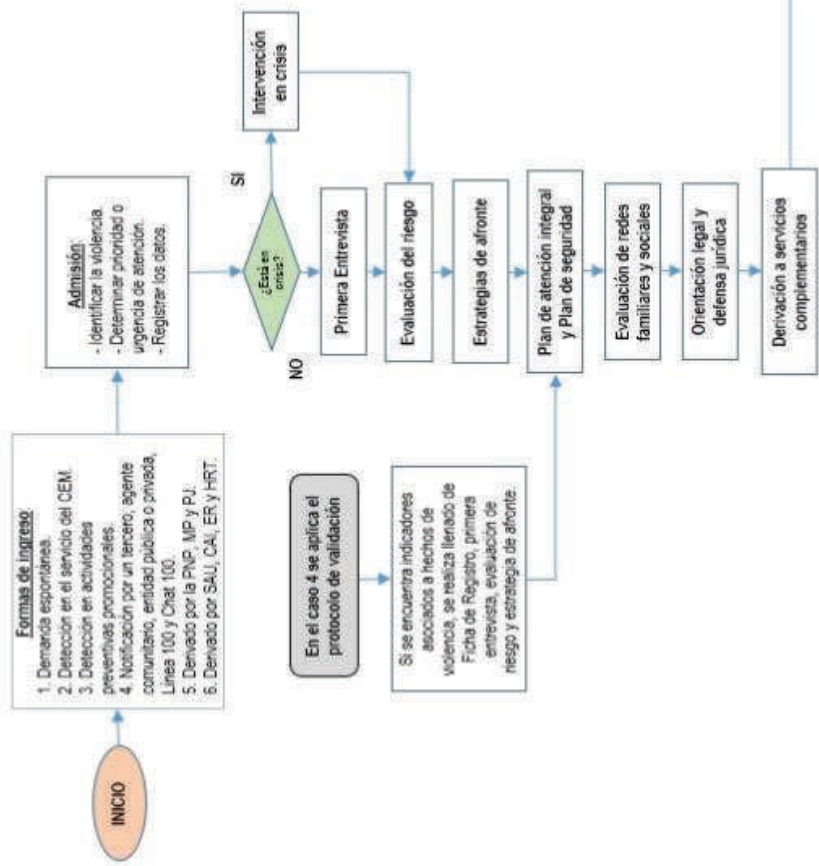 INICIO
Formas de ingreso:
1. Demanda espontánea.
2. Detección en el servicio del CEM.
3. Detección en actividades
preventivas promocionales.
4. Notificación por un tercero, agente
comunitario, entidad pública o privada,
Línea 100 y Chat 100.
5. Derivado por la PNP, MP y PJ.
6. Derivado por SAU, CAI, ER y HRT.
Admisión:
- Identificar la violencia.
- Determinar prioridad o
urgencia de atención.
- Registrar los datos.
¿Está en
crisis?
SI
NO
Intervención
en crisis
Primera Entrevista
Evaluación del riesgo
Estrategias de afronte
En el caso 4 se aplica el
protocolo de validación
Si se encuentra indicadores
asociados a hechos de
violencia, se realiza llenado de
Ficha de Registro, primera
entrevista, evaluación de
riesgo y estrategia de afronte.
Plan de atención integral
y Plan de seguridad
Evaluación de redes
familiares y sociales
Orientación legal y
defensa jurídica
Derivación a servicios
complementarios